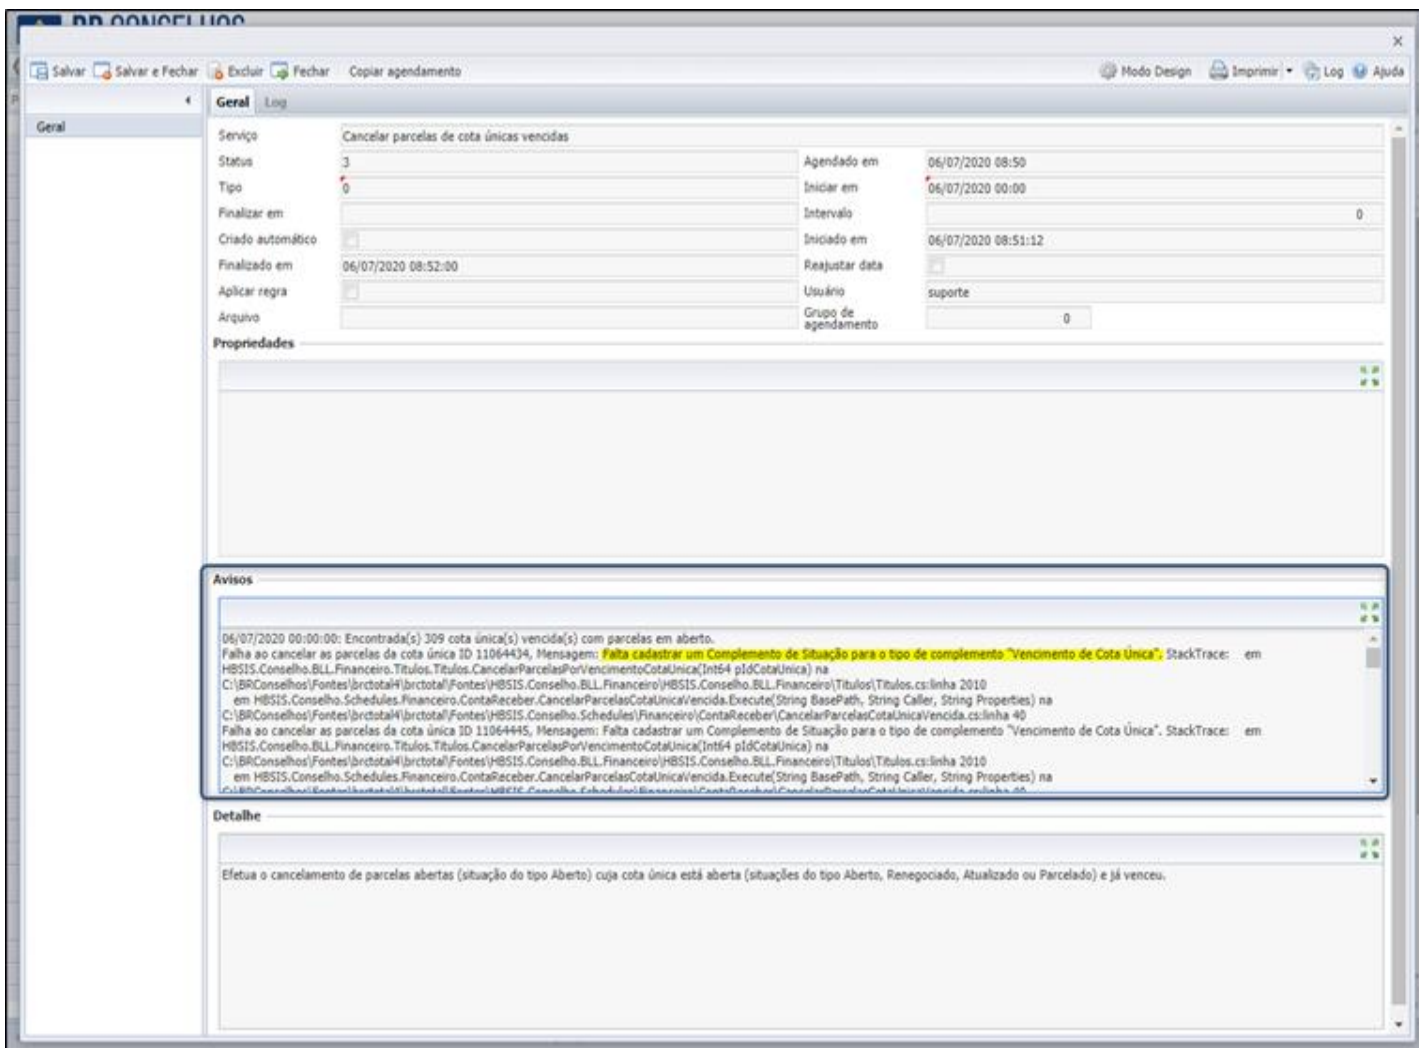 BR CONSELHOS
Salvar Salvar e Fechar Excluir Fechar Copiar agendamento Modo Design Imprimir Log Ajuda
Geral Log
Geral
Serviço Cancelar parcelas de cota únicas vencidas
Status 3 Agendado em 06/07/2020 08:50
Tipo 0 Iniciar em 06/07/2020 00:00
Finalizar em Intervalo 0
Criado automático Iniciado em 06/07/2020 08:51:12
Finalizado em 06/07/2020 08:52:00 Reajustar data
Aplicar regra Usuário suporte
Arquivo Grupo de agendamento 0
Propriedades
Avisos
06/07/2020 00:00:00: Encontrada(s) 309 cota única(s) vencida(s) com parcelas em aberto.
Falha ao cancelar as parcelas da cota única ID 11064434, Mensagem: Falta cadastrar um Complemento de Situação para o tipo de complemento "Vencimento de Cota Única". StackTrace: em
HBSIS.Conselho.BLL.Financeiro.Titulos.Titulos.CancelarParcelasPorVencimentoCotaUnica(Int64 pIdCotaUnica) na
C:\BRConselhos\Fontes\brctotal4\brctotal\Fontes\HBSIS.Conselho.BLL.Financeiro\HBSIS.Conselho.BLL.Financeiro\Titulos\Titulos.cs:linha 2010
em HBSIS.Conselho.Schedules.Financeiro.ContaReceber.CancelarParcelasCotaUnicaVencida.Execute(String BasePath, String Caller, String Properties) na
C:\BRConselhos\Fontes\brctotal4\brctotal\Fontes\HBSIS.Conselho.Schedules\Financeiro\ContaReceber\CancelarParcelasCotaUnicaVencida.cs:linha 40
Falha ao cancelar as parcelas da cota única ID 11064445, Mensagem: Falta cadastrar um Complemento de Situação para o tipo de complemento "Vencimento de Cota Única". StackTrace: em
HBSIS.Conselho.BLL.Financeiro.Titulos.Titulos.CancelarParcelasPorVencimentoCotaUnica(Int64 pIdCotaUnica) na
C:\BRConselhos\Fontes\brctotal4\brctotal\Fontes\HBSIS.Conselho.BLL.Financeiro\HBSIS.Conselho.BLL.Financeiro\Titulos\Titulos.cs:linha 2010
em HBSIS.Conselho.Schedules.Financeiro.ContaReceber.CancelarParcelasCotaUnicaVencida.Execute(String BasePath, String Caller, String Properties) na
C:\BRConselhos\Fontes\brctotal4\brctotal\Fontes\HBSIS.Conselho.Schedules\Financeiro\ContaReceber\CancelarParcelasCotaUnicaVencida.cs:linha 40
Detalhe
Efetua o cancelamento de parcelas abertas (situação do tipo Aberto) cuja cota única está aberta (situações do tipo Aberto, Renegociado, Atualizado ou Parcelado) e já venceu.